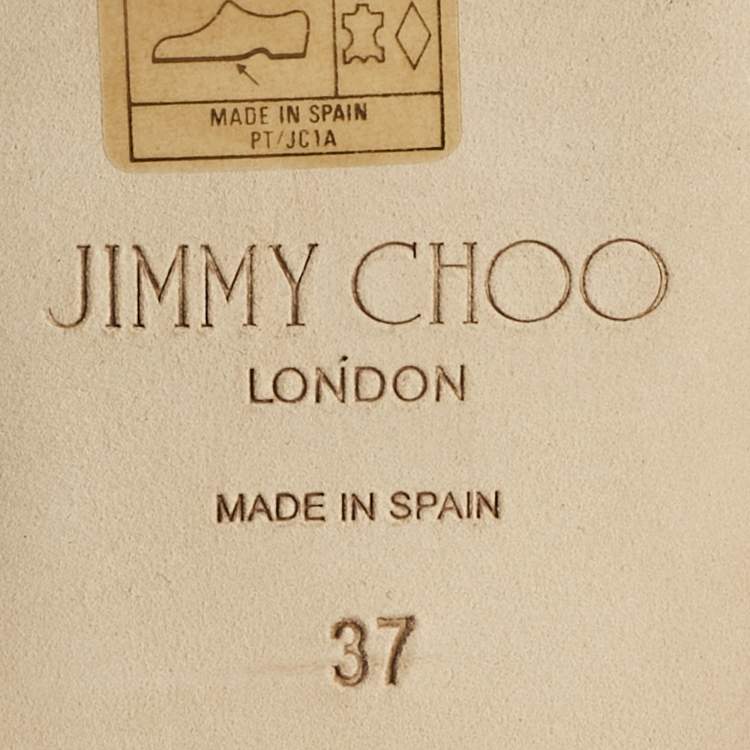 MADE IN SPAIN
PT/JC1A
JIMMY CHOO
LONDON
MADE IN SPAIN
37